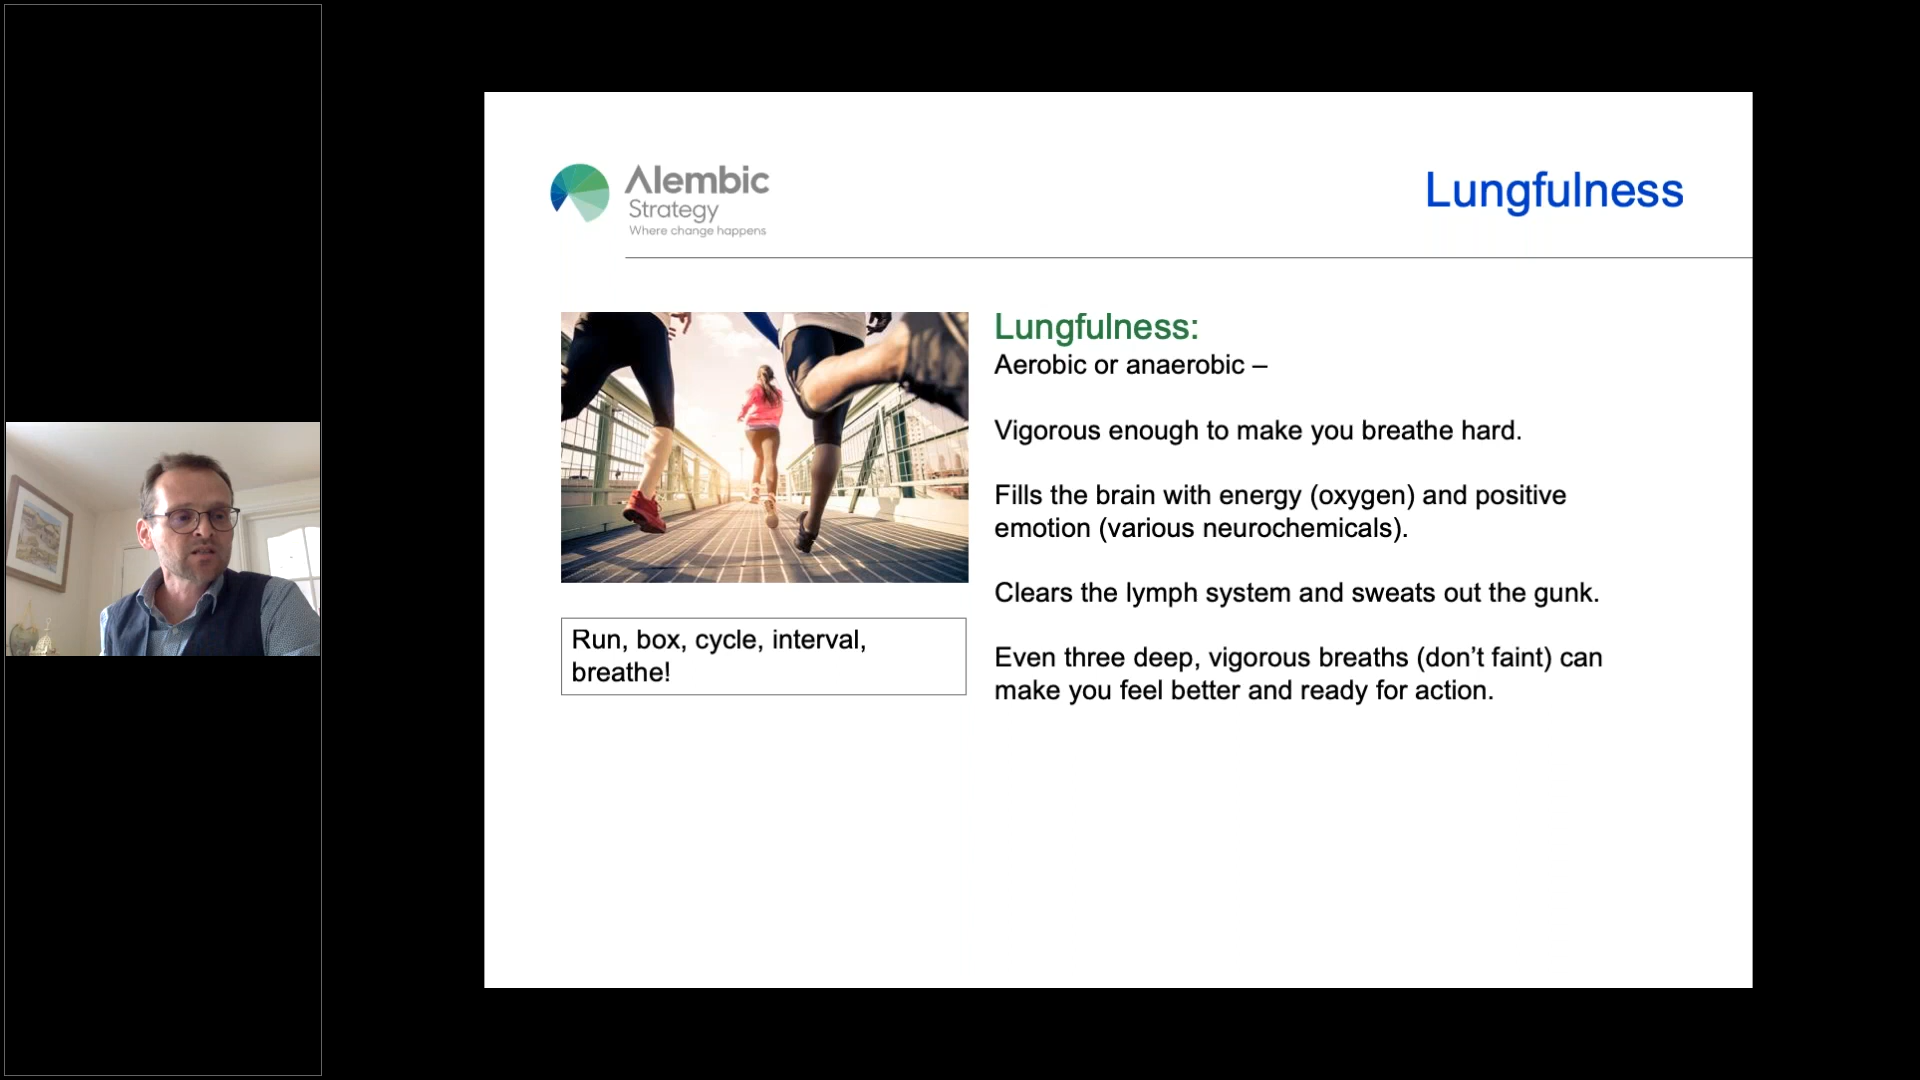 Alembic
Strategy
Where change happens
Lungfulness
Lungfulness:
Aerobic or anaerobic –
Vigorous enough to make you breathe hard.
Fills the brain with energy (oxygen) and positive
emotion (various neurochemicals).
Clears the lymph system and sweats out the gunk.
Even three deep, vigorous breaths (don’t faint) can
make you feel better and ready for action.
Run, box, cycle, interval,
breathe!